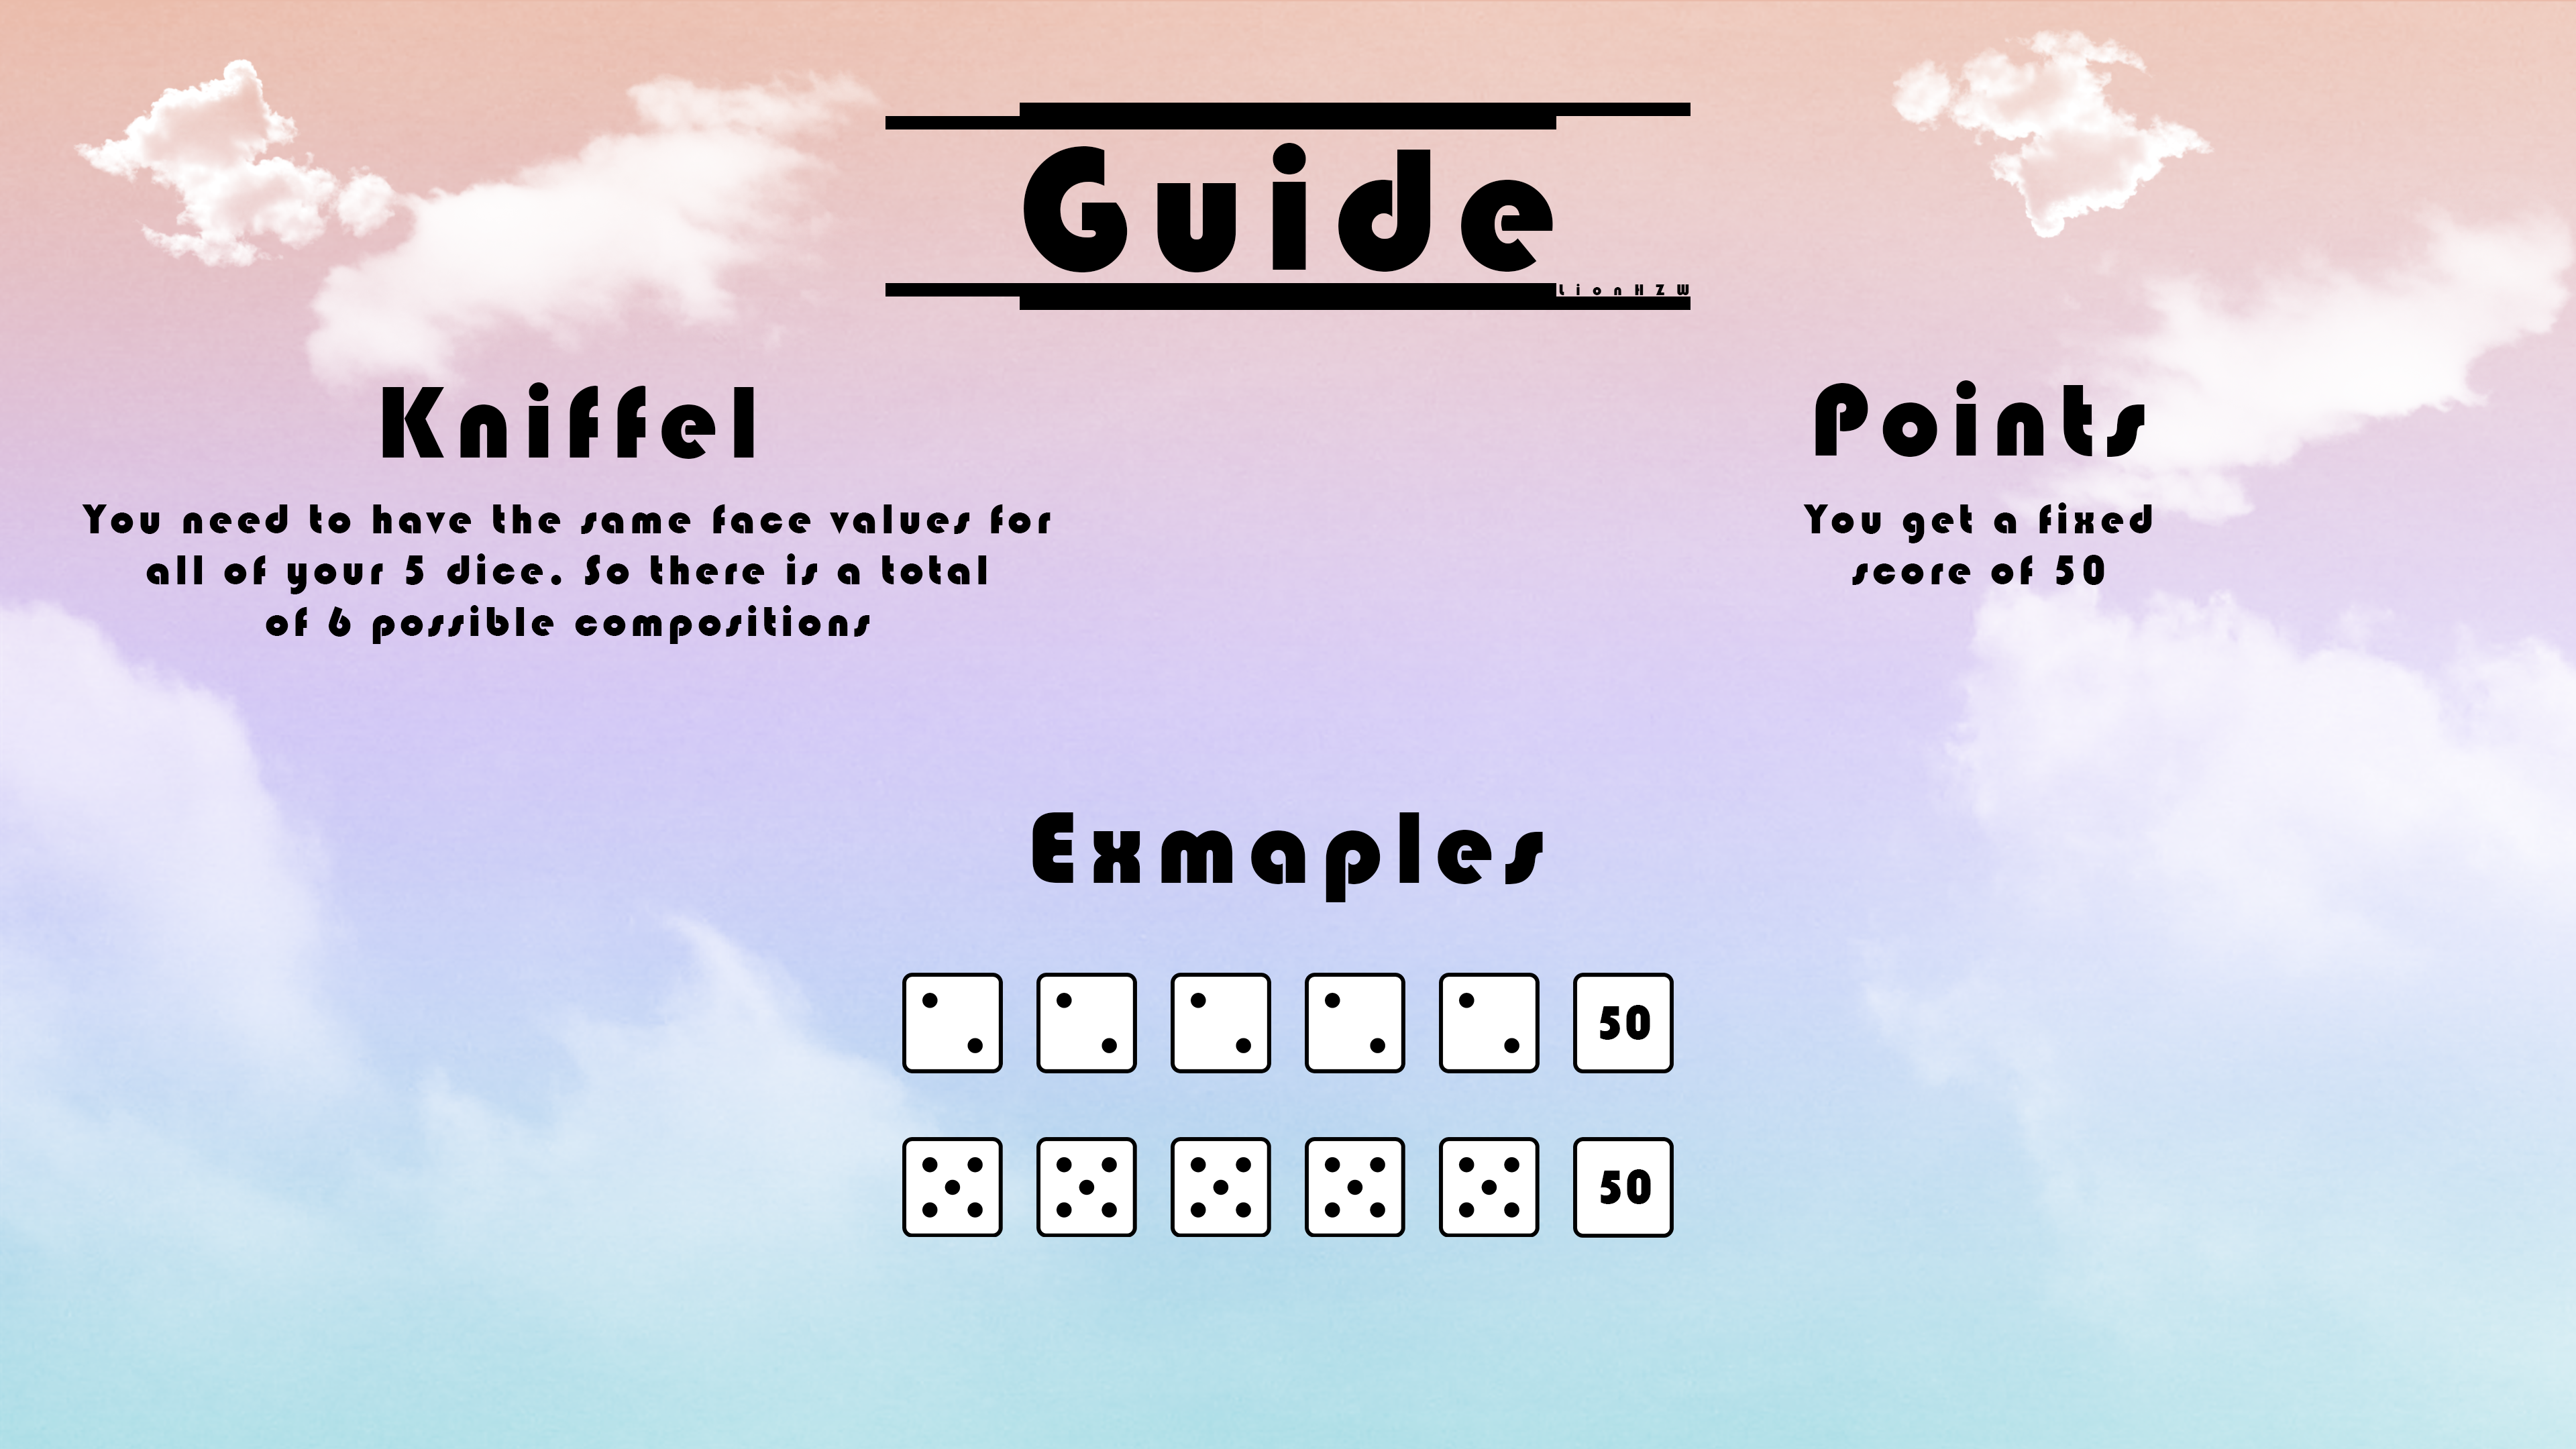 Guide
LionHZW
Kniffel
You need to have the same face values for
all of your 5 dice. So there is a total
of 6 possible compositions
Points
You get a fixed
score of 50
Exmaples
50
50